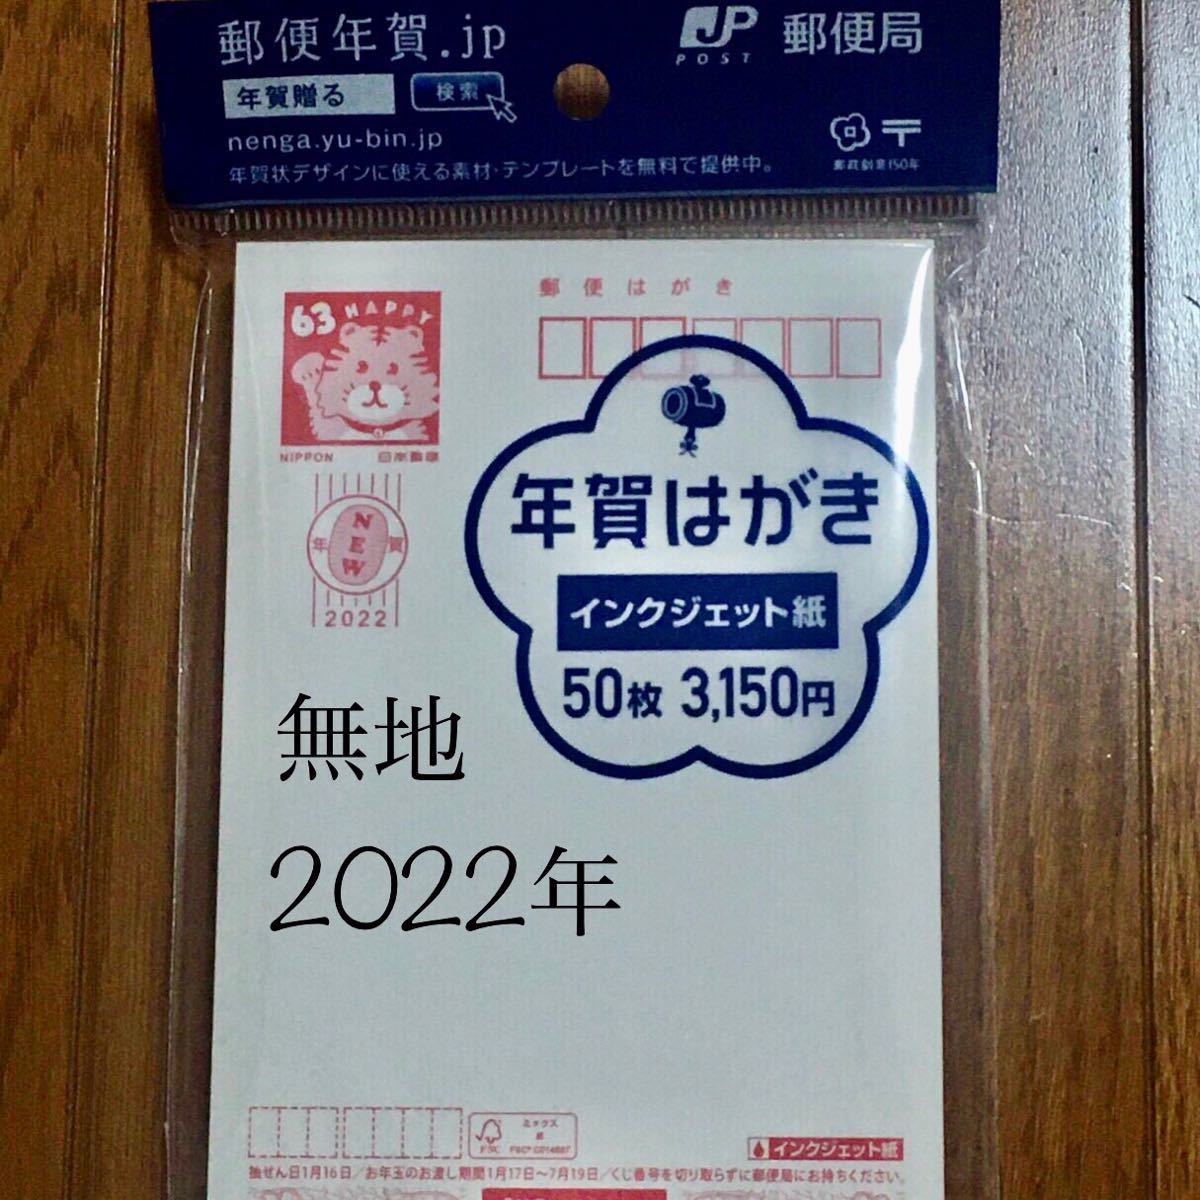 郵便年賀.jp
年賀贈る 検索
nenga.yu-bin.jp
年賀状デザインに使える素材・テンプレートを無料で提供中。
JP
POST
郵便局
郵政創業150年
63 HAPPY
NIPPON 日本郵便
郵便はがき
年 NEW 賀
2022
年賀はがき
インクジェット紙
50枚 3,150円
無地
2022年
FSC
ミックス
紙
インクジェット紙
抽せん日1月16日/お年玉のお渡し期間1月17日~7月19日/くじ番号を切り取らずに郵便局にお持ちください。